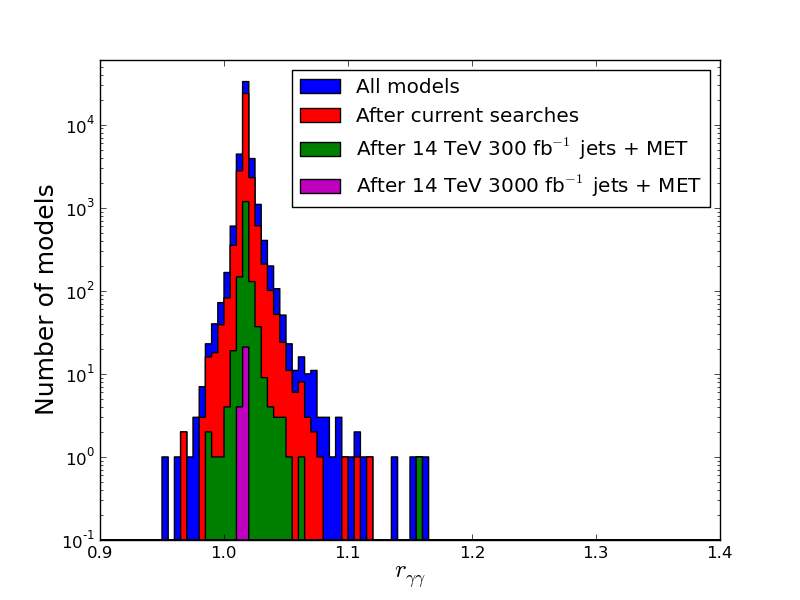 All models
After current searches
After 14 TeV 300 fb⁻¹ jets + MET
After 14 TeV 3000 fb⁻¹ jets + MET
Number of models
10⁴
10³
10²
10¹
10⁰
10⁻¹
0.9 1.0 1.1 1.2 1.3 1.4
r_γγ